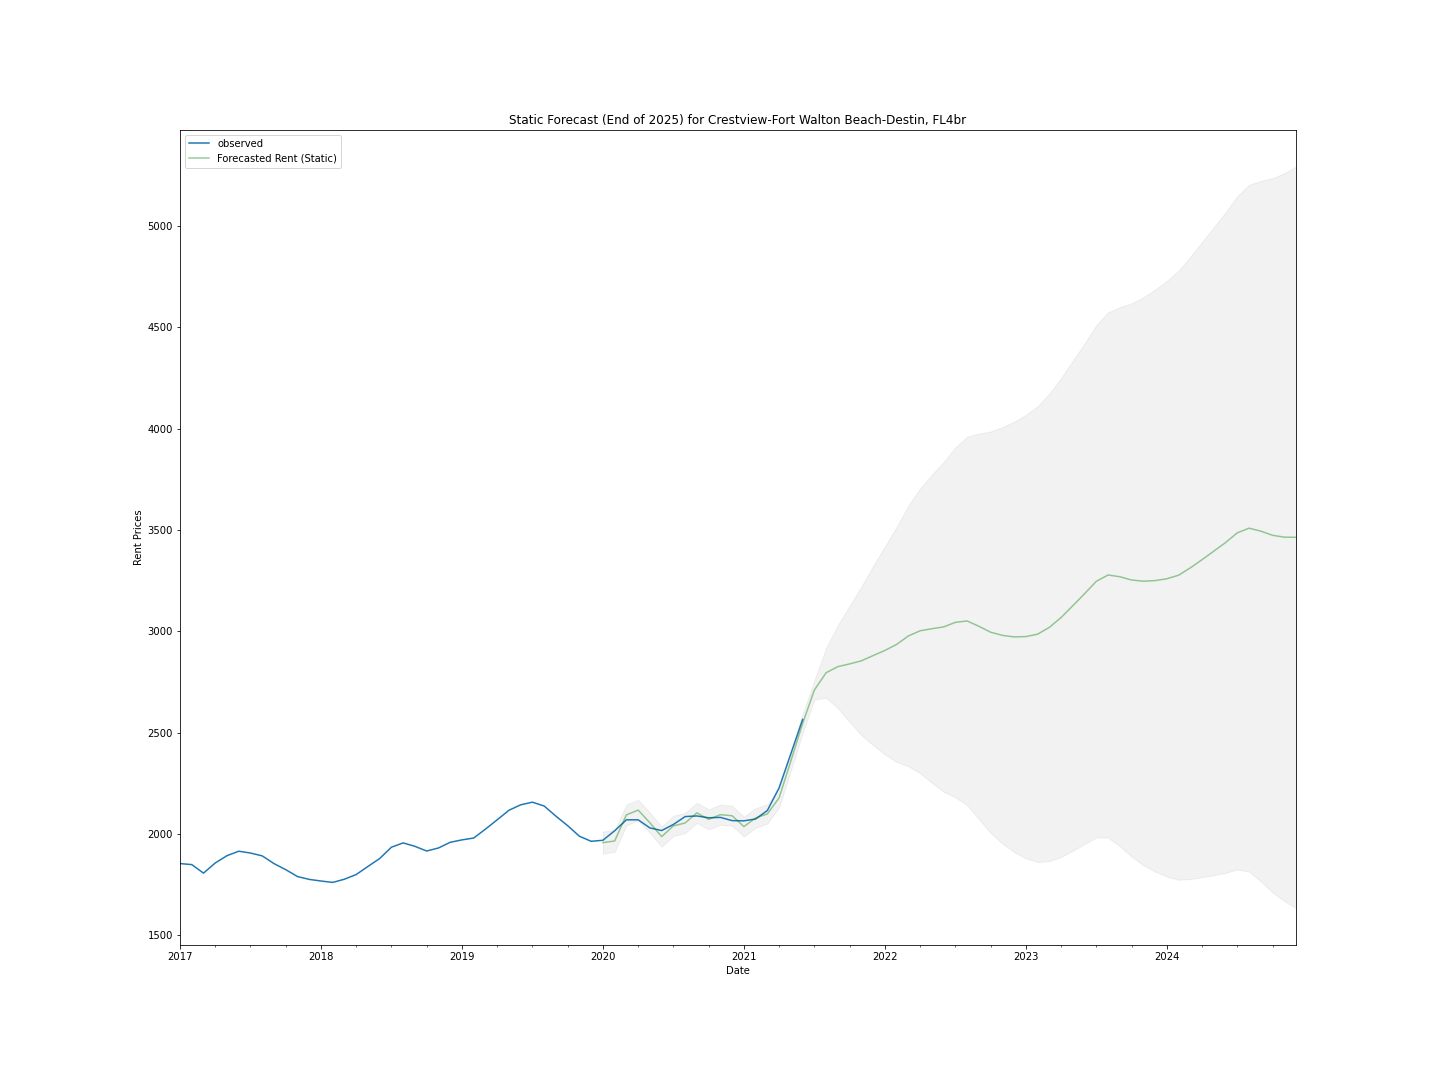 Static Forecast (End of 2025) for Crestview-Fort Walton Beach-Destin, FL4br
observed
Forecasted Rent (Static)
5000
4500
4000
3500
3000
2500
2000
1500
Rent Prices
2017 2018 2019 2020 2021 2022 2023 2024
Date